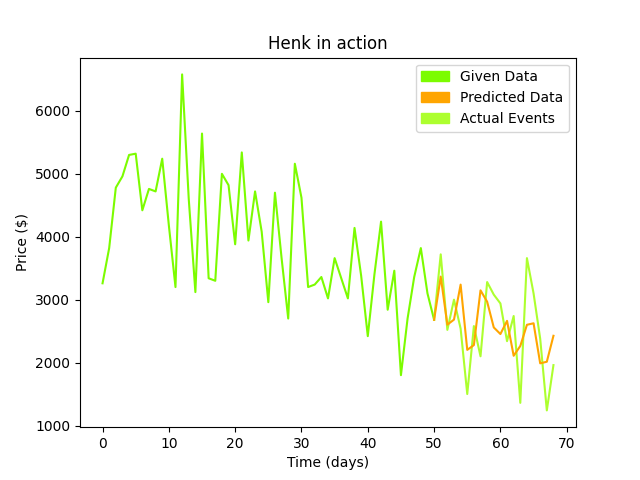 Henk in action
Given Data
Predicted Data
Actual Events
6000
5000
4000
3000
2000
1000
Price ($)
0 10 20 30 40 50 60 70
Time (days)